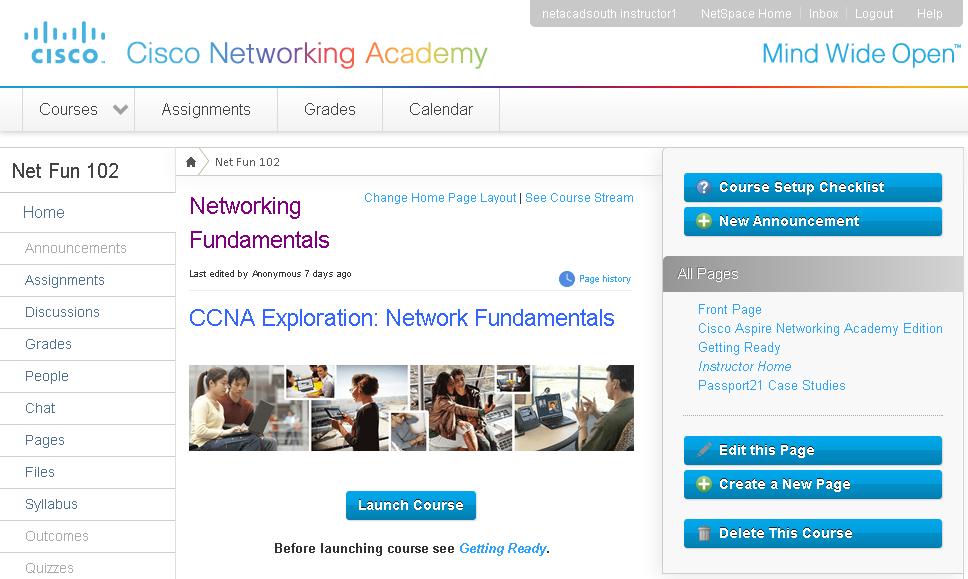 netacadsouth instructor1 NetSpace Home Inbox Logout Help
CISCO.
Cisco Networking Academy
Mind Wide Open™
Courses Assignments Grades Calendar
Net Fun 102
Home
Announcements
Assignments
Discussions
Grades
People
Chat
Pages
Files
Syllabus
Outcomes
Quizzes
Net Fun 102
Networking
Fundamentals
Change Home Page Layout | See Course Stream
Last edited by Anonymous 7 days ago
Page history
CCNA Exploration: Network Fundamentals
Launch Course
Before launching course see Getting Ready.
Course Setup Checklist
New Announcement
All Pages
Front Page
Cisco Aspire Networking Academy Edition
Getting Ready
Instructor Home
Passport21 Case Studies
Edit this Page
Create a New Page
Delete This Course